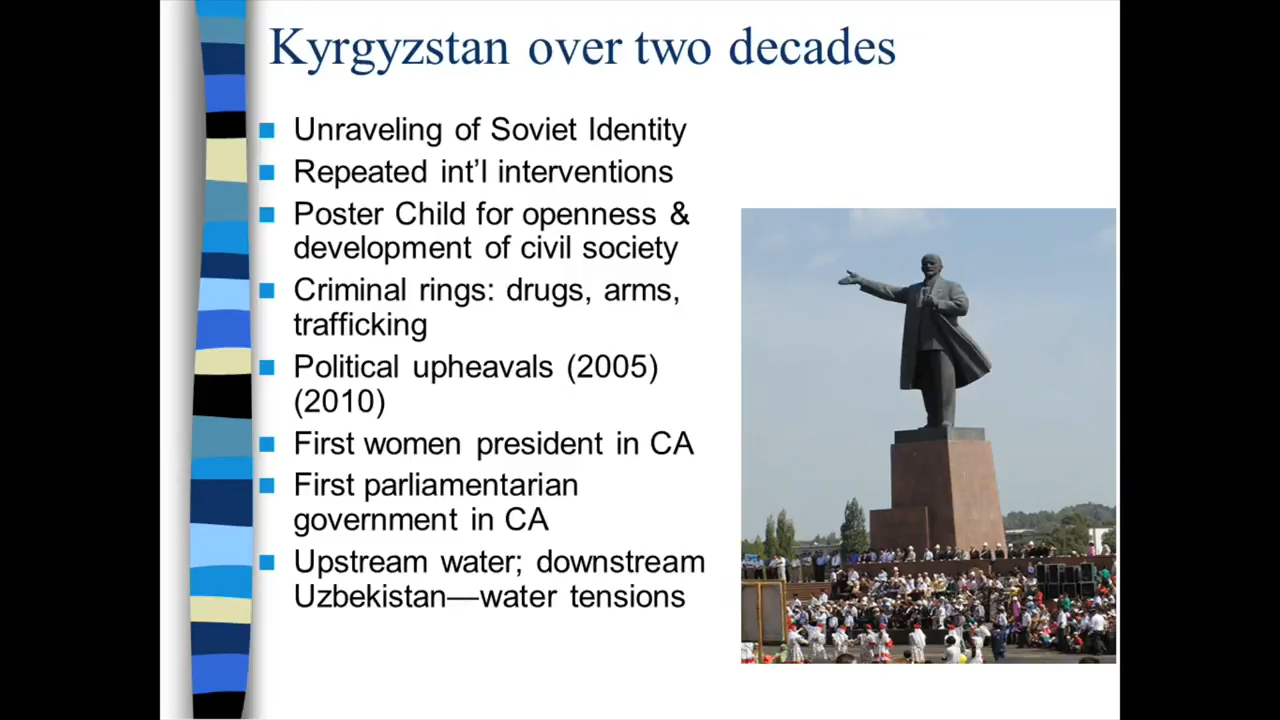 Kyrgyzstan over two decades
Unraveling of Soviet Identity
Repeated int’l interventions
Poster Child for openness &
development of civil society
Criminal rings: drugs, arms,
trafficking
Political upheavals (2005)
(2010)
First women president in CA
First parliamentarian
government in CA
Upstream water; downstream
Uzbekistan—water tensions